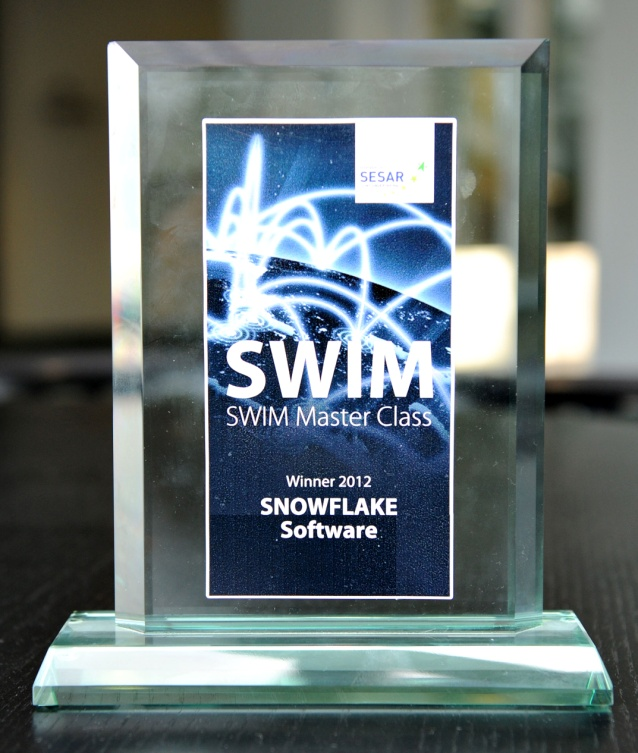 SESAR
SWIM
SWIM Master Class
Winner 2012
SNOWFLAKE
Software